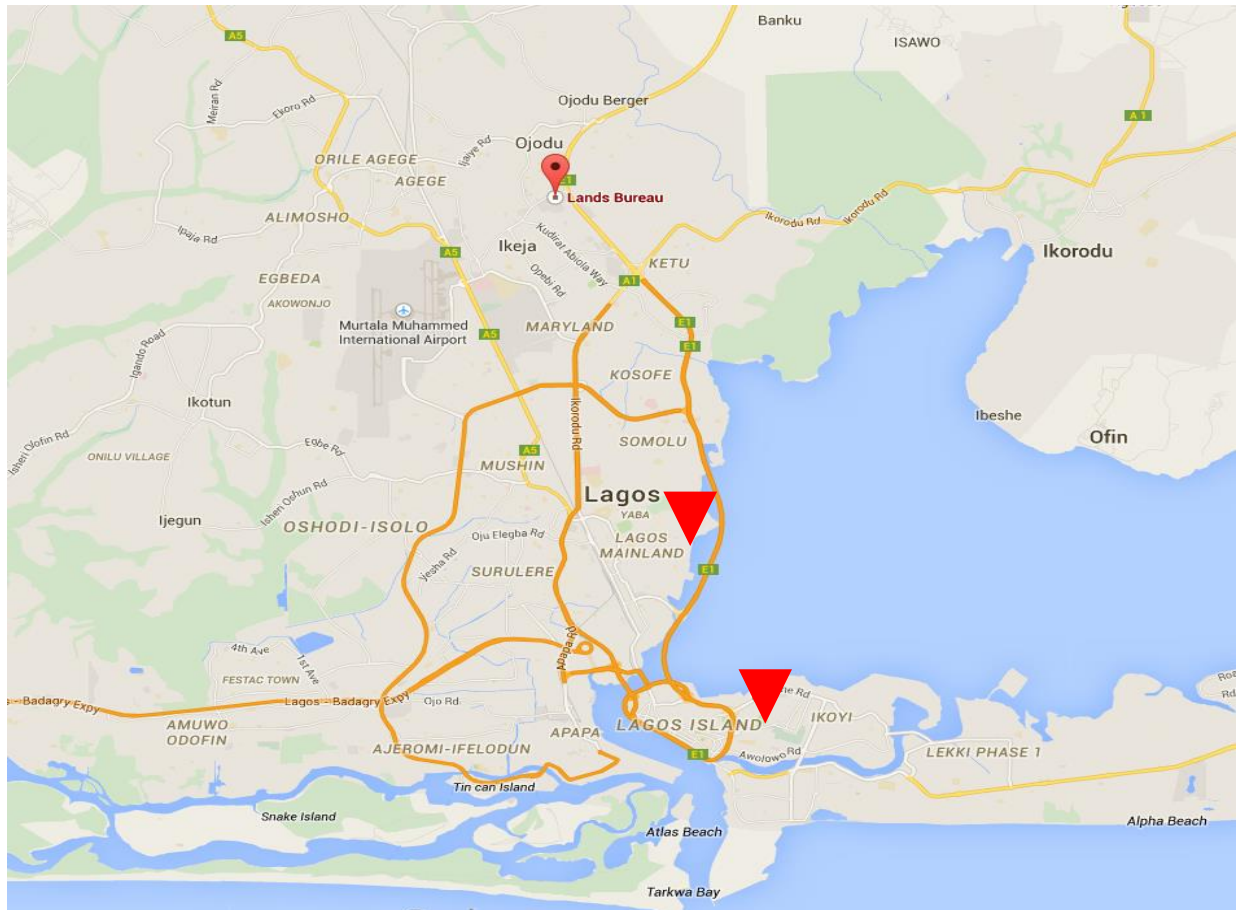 Banku
ISAWO
A5
Meiran Rd
Ekoro Rd
Ojodu Berger
A 1
Ijaiye Rd
Ojodu
ORILE AGEGE
AGEGE
E1
Lands Bureau
ALIMOSHO
Ipaja Rd
Ikorodu Rd
Ikorodu Rd
Kudirat Abiola Way
Ikeja
A5
Ikorodu
KETU
Opebi Rd
EGBEDA
A1
AKOWONJO
Murtala Muhammed
International Airport
MARYLAND
E1
A5
E1
Igando Road
KOSOFE
Ikotun
Ikorodu Rd
Ibeshe
Isheri Olofin Rd
Egbe Rd
SOMOLU
Ofin
ONILU VILLAGE
A5
MUSHIN
Isheri Oshun Rd
Lagos
YABA
Ijegun
OSHODI-ISOLO
Oju Elegba Rd
LAGOS
MAINLAND
Yesha Rd
SURULERE
E1
4th Ave
1st Ave
Apapa Rd
FESTAC TOWN
- Badagry Expy
Lagos - Badagry Expy
Ojo Rd
Rd
AMUWO
ODOFIN
APAPA
LAGOS ISLAND
IKOYI
AJEROMI-IFELODUN
E1
Awolowo Rd
LEKKI PHASE 1
Tin can Island
Snake Island
Atlas Beach
Alpha Beach
Tarkwa Bay